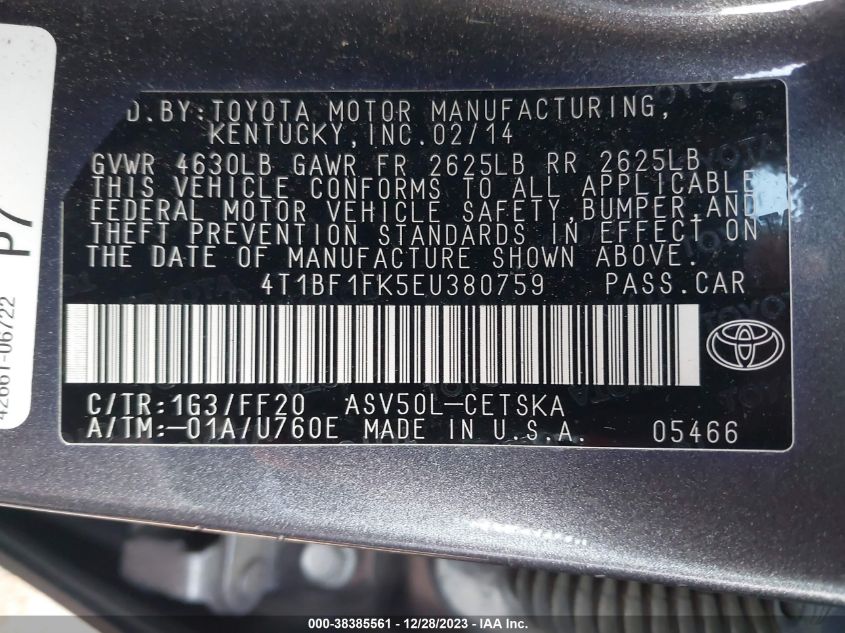 D. BY: TOYOTA MOTOR MANUFACTURING,
KENTUCKY, INC. 02/14
GVWR 4630LB GAWR FR 2625LB RR 2625LB
THIS VEHICLE CONFORMS TO ALL APPLICABLE
FEDERAL MOTOR VEHICLE SAFETY, BUMPER, AND
THEFT PREVENTION STANDARDS IN EFFECT ON
THE DATE OF MANUFACTURE SHOWN ABOVE.
4T1BF1FK5EU380759 PASS. CAR
C/TR: 1G3/FF20 ASV50L-CETSKA
A/TM: -01A/U760E MADE IN U.S.A. 05466
P7
42661-06722
000-38385561 / 12/28/2023 - IAA Inc.